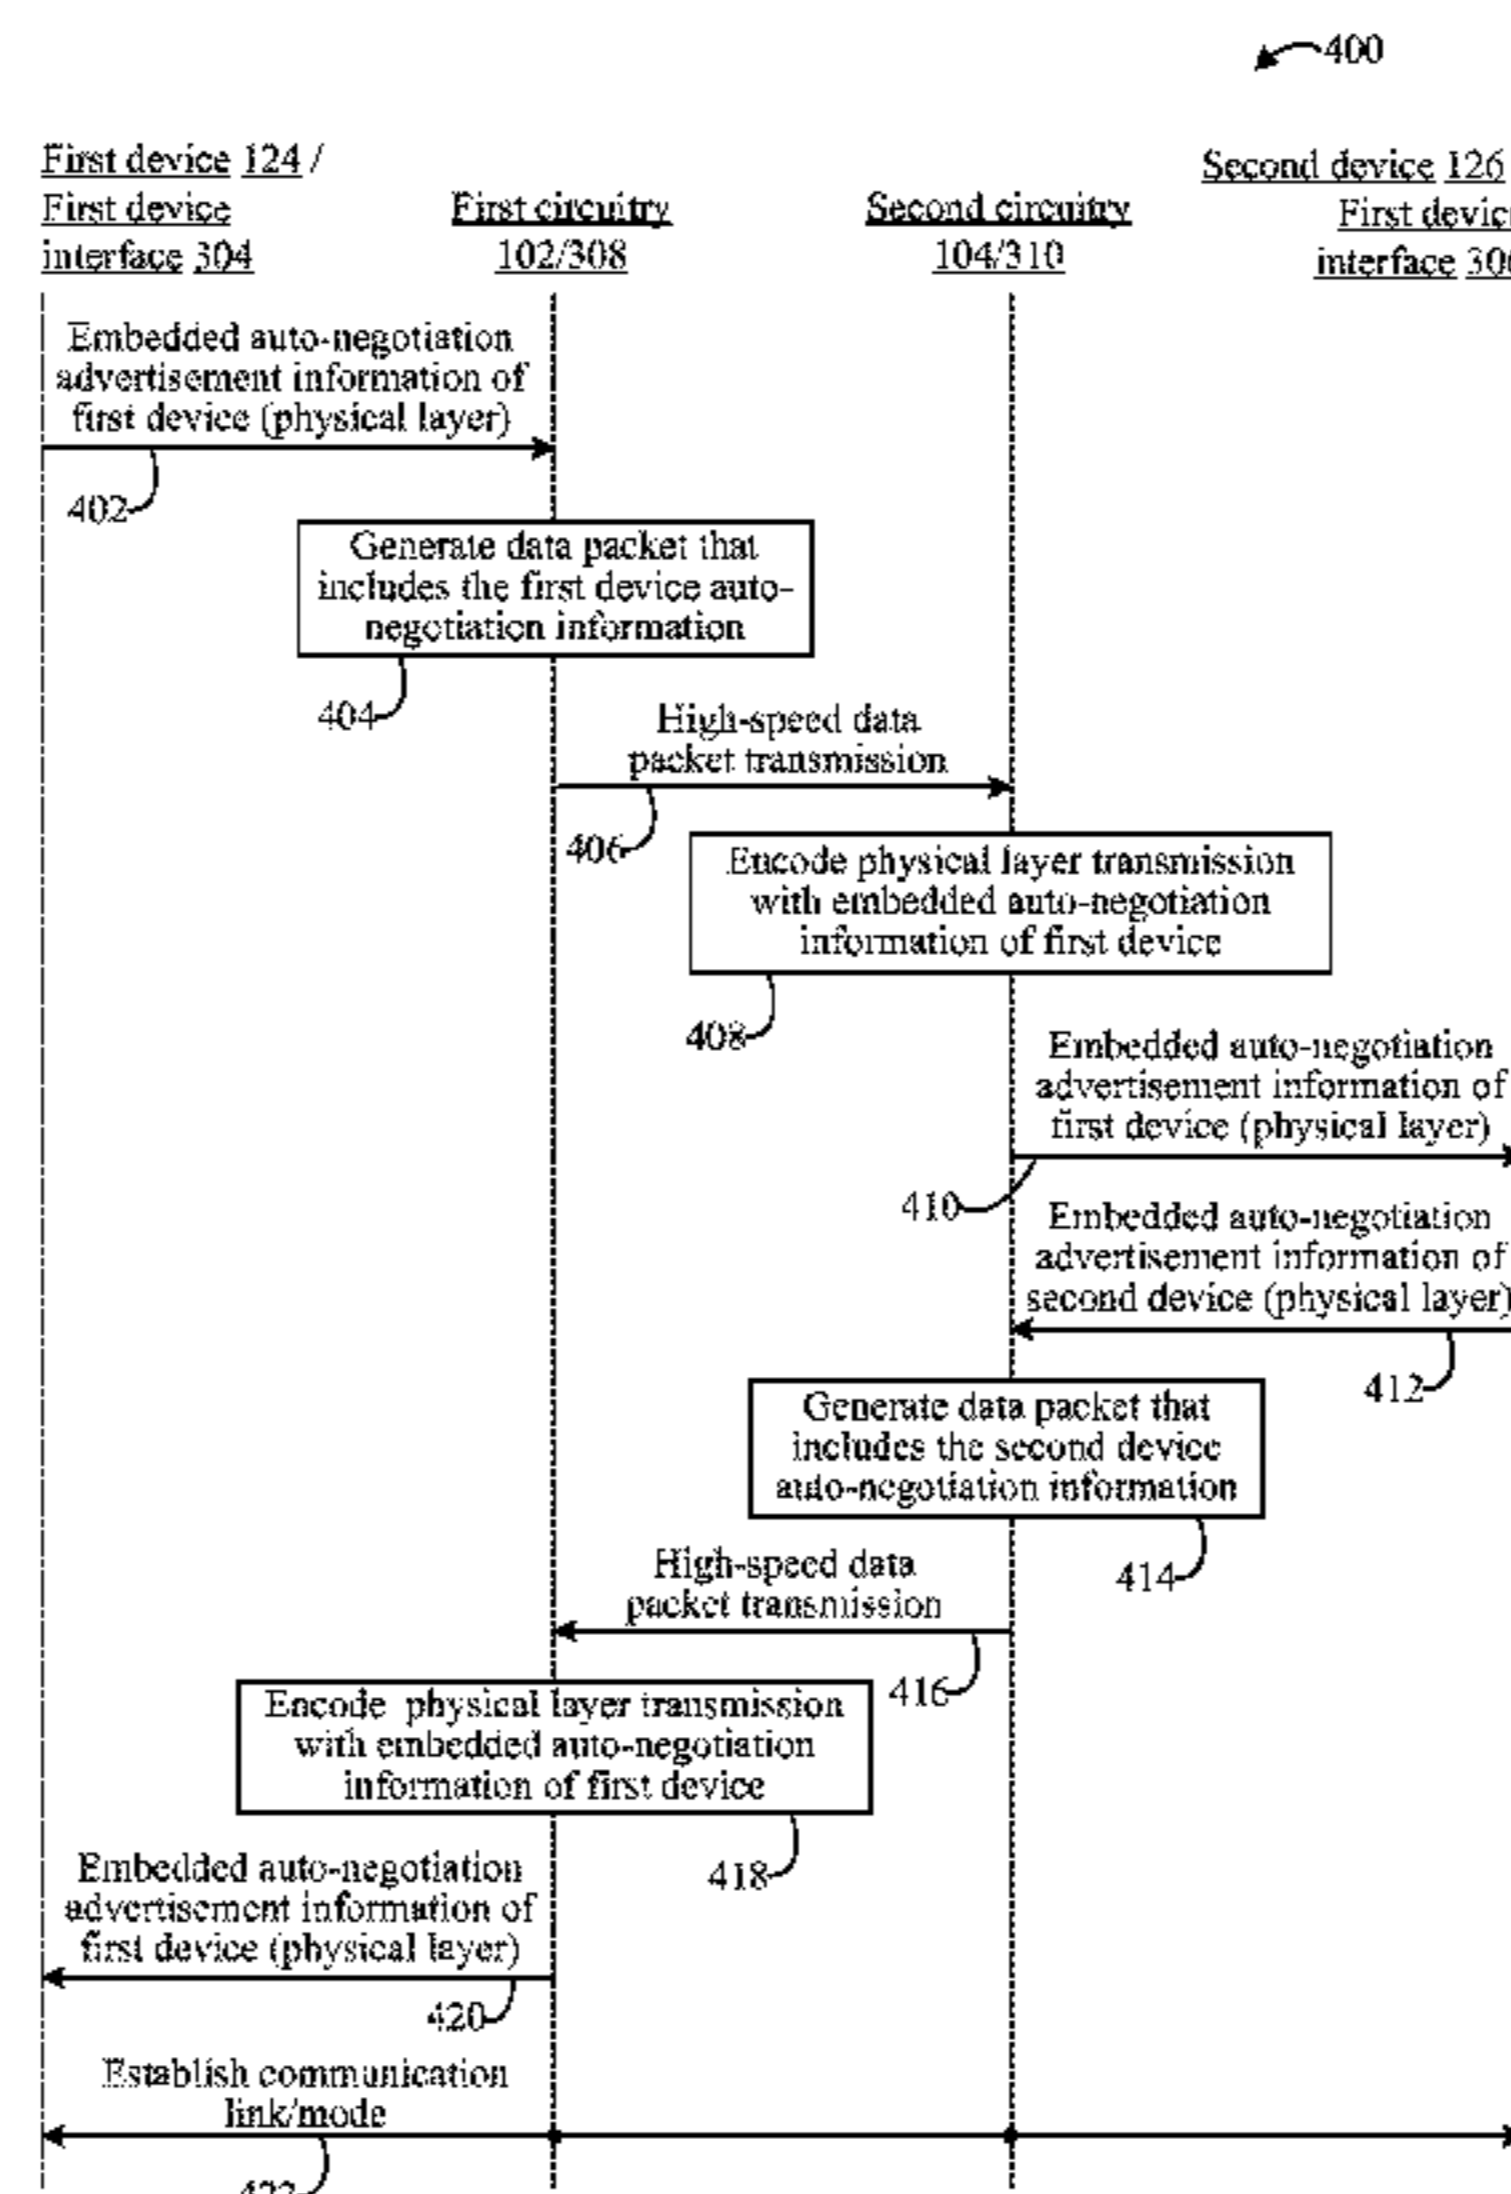 400
First device 124 /
First device
interface 304
First circuitry
102/308
Second circuitry
104/310
Second device 126
First
interface
Embedded auto-negotiation
advertisement information of
first device (physical layer)
402
Generate data packet that
includes the first device auto-
negotiation information
404
High-speed data
packet transmission
406
Encode physical layer transmission
with embedded auto-negotiation
information of first device
408
Embedded auto-negotiation
advertisement information of
first device (physical layer)
410
Embedded auto-negotiation
advertisement information of
second device (physical layer)
412
Generate data packet that
includes the second device
auto-negotiation information
414
High-speed data
packet transmission
416
Encode physical layer transmission
with embedded auto-negotiation
information of first device
418
Embedded auto-negotiation
advertisement information of
first device (physical layer)
420
Establish communication
link/mode